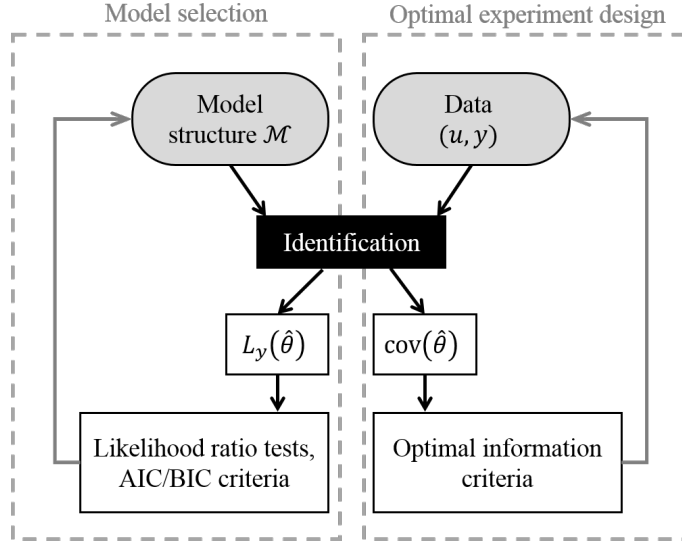 Model selection
Optimal experiment design
Model
structure ℳ
Data
(u, y)
Identification
L_y(θ̂)
cov(θ̂)
Likelihood ratio tests,
AIC/BIC criteria
Optimal information
criteria